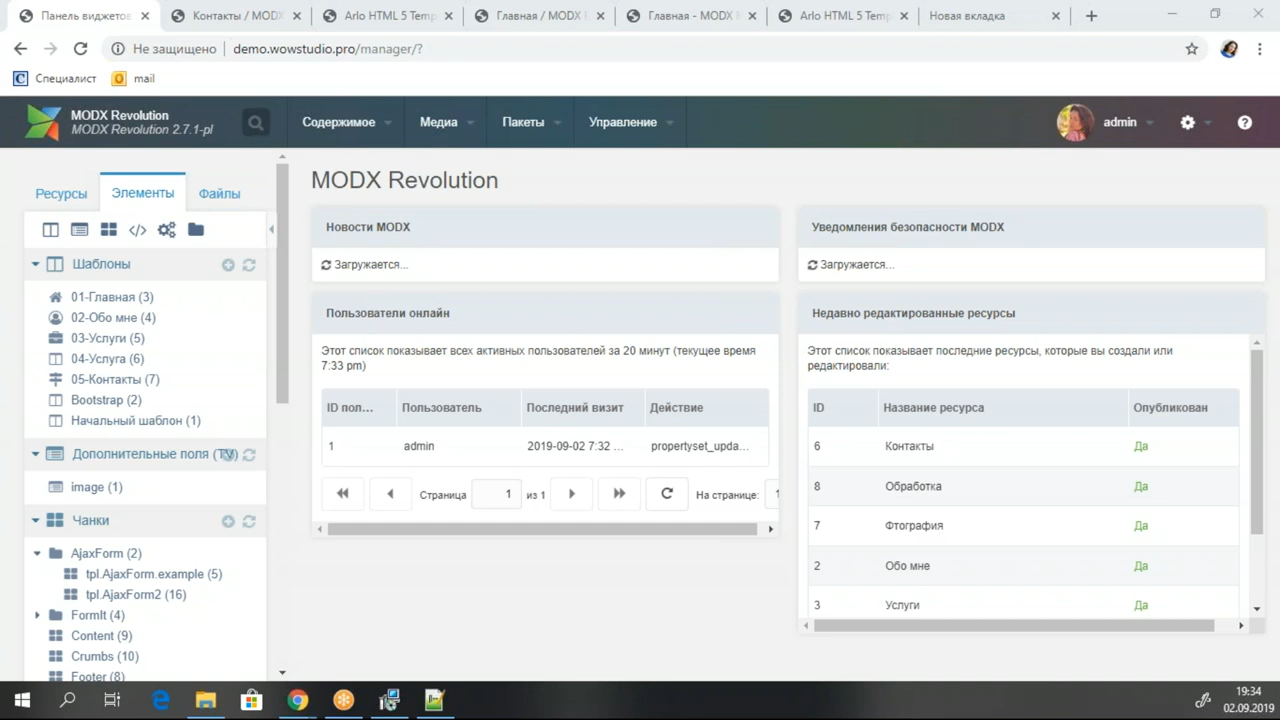 Панель виджетов
Контакты / MODX
Arlo HTML 5 Temp
Главная / MODX
Главная - MODX
Arlo HTML 5 Temp
Новая вкладка
Не защищено
demo.wowstudio.pro/manager/?
Специалист
mail
MODX Revolution
MODX Revolution 2.7.1-pl
Содержимое
Медиа
Пакеты
Управление
admin
Ресурсы
Элементы
Файлы
MODX Revolution
Новости MODX
Загружается...
Уведомления безопасности MODX
Загружается...
Шаблоны
01-Главная (3)
02-Обо мне (4)
03-Услуги (5)
04-Услуга (6)
05-Контакты (7)
Bootstrap (2)
Начальный шаблон (1)
Дополнительные поля (TV)
image (1)
Чанки
AjaxForm (2)
tpl.AjaxForm.example (5)
tpl.AjaxForm2 (16)
FormIt (4)
Content (9)
Crumbs (10)
Footer (8)
Пользователи онлайн
Этот список показывает всех активных пользователей за 20 минут (текущее время
7:33 pm)
ID пол... Пользователь Последний визит Действие
1 admin 2019-09-02 7:32 ... propertyset_upda...
Страница 1 из 1 На странице: 1
Недавно редактированные ресурсы
Этот список показывает последние ресурсы, которые вы создали или
редактировали:
ID Название ресурса Опубликован
6 Контакты Да
8 Обработка Да
7 Фтография Да
2 Обо мне Да
3 Услуги Да
19:34
02.09.2019